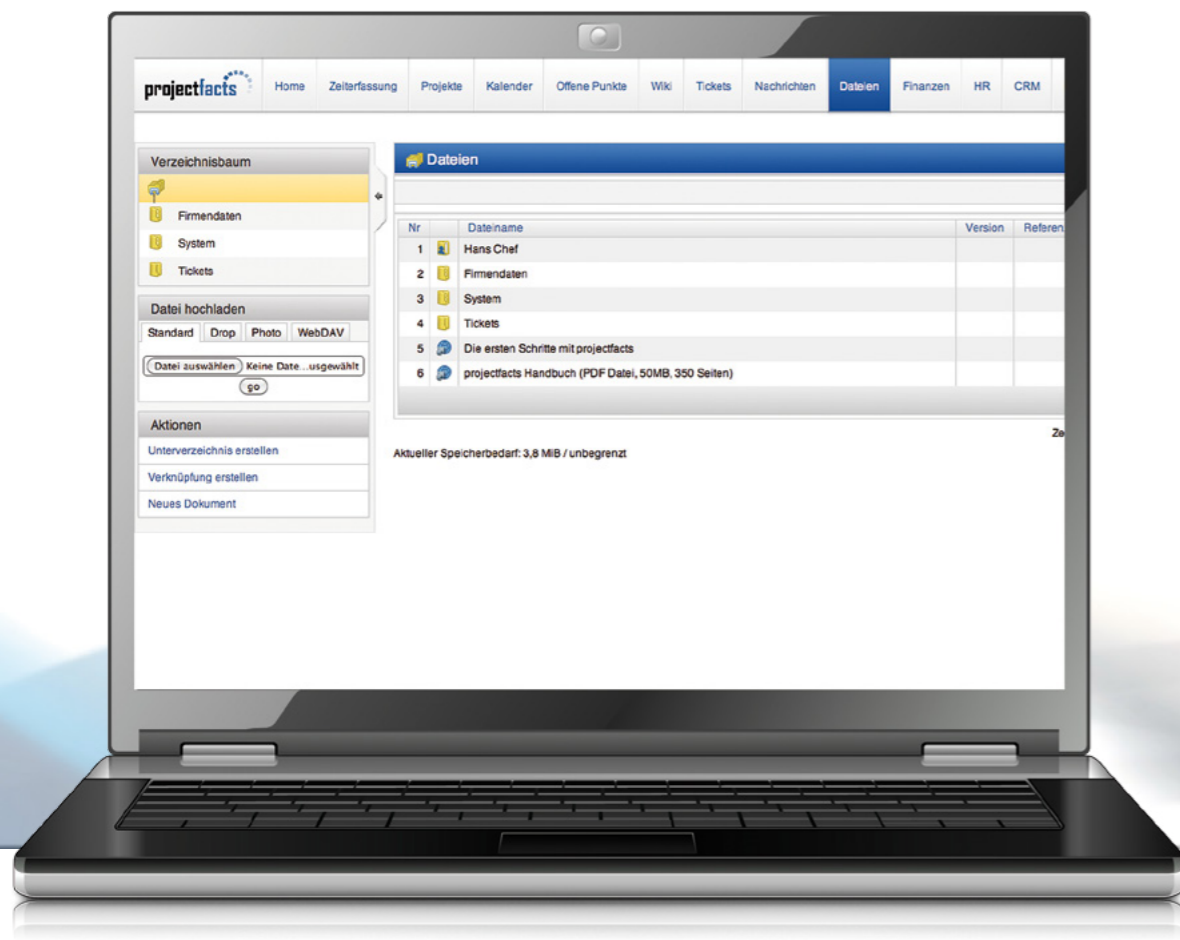 projectfacts Home Zeiterfassung Projekte Kalender Offene Punkte Wiki Tickets Nachrichten Dateien Finanzen HR CRM
Verzeichnisbaum
Firmendaten
System
Tickets
Datei hochladen
Standard Drop Photo WebDAV
Datei auswählen Keine Date...usgewählt
go
Aktionen
Unterverzeichnis erstellen
Verknüpfung erstellen
Neues Dokument
Dateien
Nr Dateiname Version Referen
1 Hans Chef
2 Firmendaten
3 System
4 Tickets
5 Die ersten Schritte mit projectfacts
6 projectfacts Handbuch (PDF Datei, 50MB, 350 Seiten)
Ze
Aktueller Speicherbedarf: 3,8 MiB / unbegrenzt